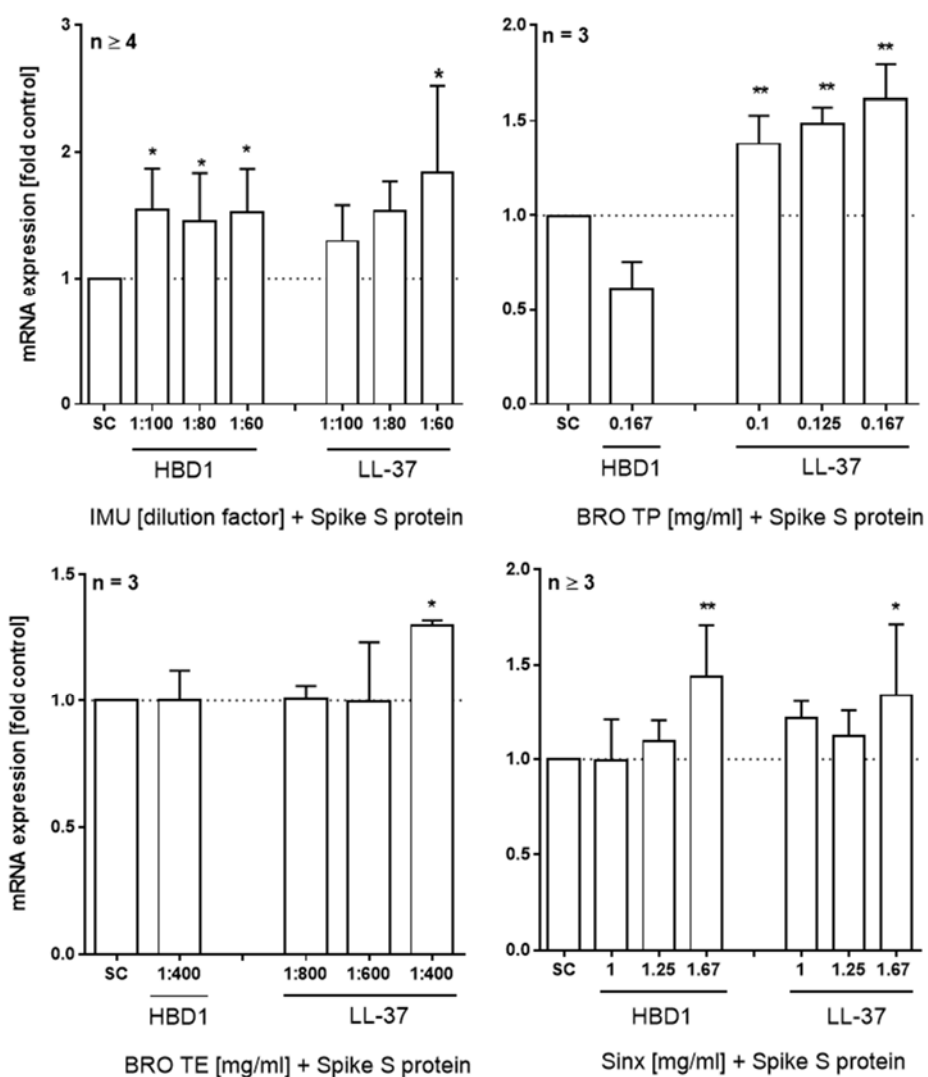 n ≥ 4
mRNA expression [fold control]
3
2
1
0
* * * *
SC 1:100 1:80 1:60 1:100 1:80 1:60
HBD1 LL-37
IMU [dilution factor] + Spike S protein
n = 3
2.0
1.5
1.0
0.5
0.0
** ** **
SC 0.167 0.1 0.125 0.167
HBD1 LL-37
BRO TP [mg/ml] + Spike S protein
n = 3
mRNA expression [fold control]
1.5
1.0
0.5
0.0
*
SC 1:400 1:800 1:600 1:400
HBD1 LL-37
BRO TE [mg/ml] + Spike S protein
n ≥ 3
2.0
1.5
1.0
0.5
0.0
** *
SC 1 1.25 1.67 1 1.25 1.67
HBD1 LL-37
Sinx [mg/ml] + Spike S protein